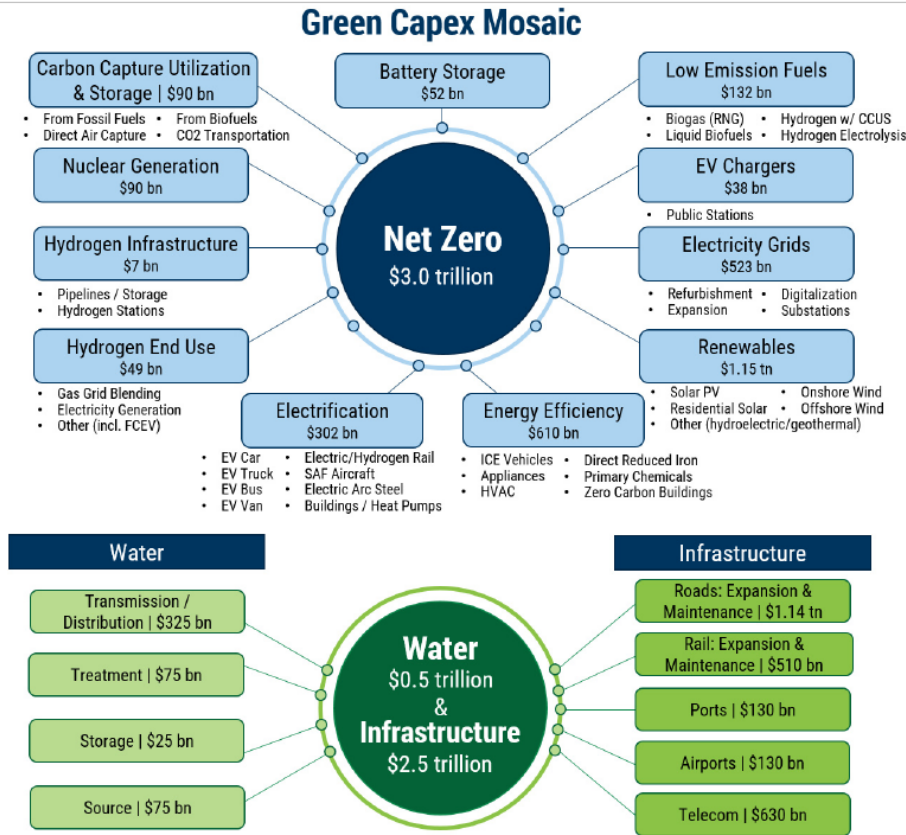 Green Capex Mosaic
Carbon Capture Utilization
& Storage | $90 bn
• From Fossil Fuels • From Biofuels
• Direct Air Capture • CO2 Transportation
Battery Storage
$52 bn
Low Emission Fuels
$132 bn
• Biogas (RNG) • Hydrogen w/ CCUS
• Liquid Biofuels • Hydrogen Electrolysis
Nuclear Generation
$90 bn
EV Chargers
$38 bn
• Public Stations
Net Zero
$3.0 trillion
Hydrogen Infrastructure
$7 bn
• Pipelines / Storage
• Hydrogen Stations
Electricity Grids
$523 bn
• Refurbishment • Digitalization
• Expansion • Substations
Hydrogen End Use
$49 bn
• Gas Grid Blending
• Electricity Generation
• Other (incl. FCEV)
Renewables
$1.15 tn
• Solar PV • Onshore Wind
• Residential Solar • Offshore Wind
• Other (hydroelectric/geothermal)
Electrification
$302 bn
• EV Car • Electric/Hydrogen Rail
• EV Truck • SAF Aircraft
• EV Bus • Electric Arc Steel
• EV Van • Buildings / Heat Pumps
Energy Efficiency
$610 bn
• ICE Vehicles • Direct Reduced Iron
• Appliances • Primary Chemicals
• HVAC • Zero Carbon Buildings
Water
Transmission /
Distribution | $325 bn
Treatment | $75 bn
Storage | $25 bn
Source | $75 bn
Water
$0.5 trillion
&
Infrastructure
$2.5 trillion
Infrastructure
Roads: Expansion &
Maintenance | $1.14 tn
Rail: Expansion &
Maintenance | $510 bn
Ports | $130 bn
Airports | $130 bn
Telecom | $630 bn